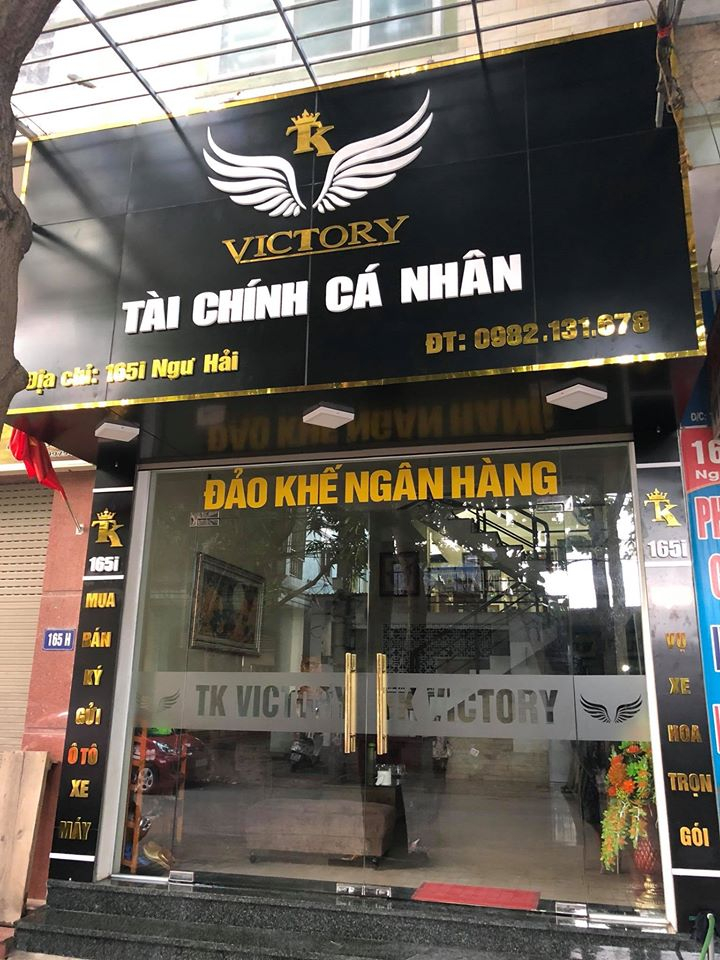 TK
VICTORY
TÀI CHÍNH CÁ NHÂN
ĐT: 0982.131.678
Địa chỉ: 165i Ngư Hải
ĐẢO KHẾ NGÂN HÀNG
TK
165i
MUA
BÁN
KÝ
GỬI
Ô TÔ
XE
MÁY
165 H
TK VICTORY
TK VICTORY
TK
165i
VỤ
XE
HOA
TRỌN
GÓI
Đ/C:
16
Ng